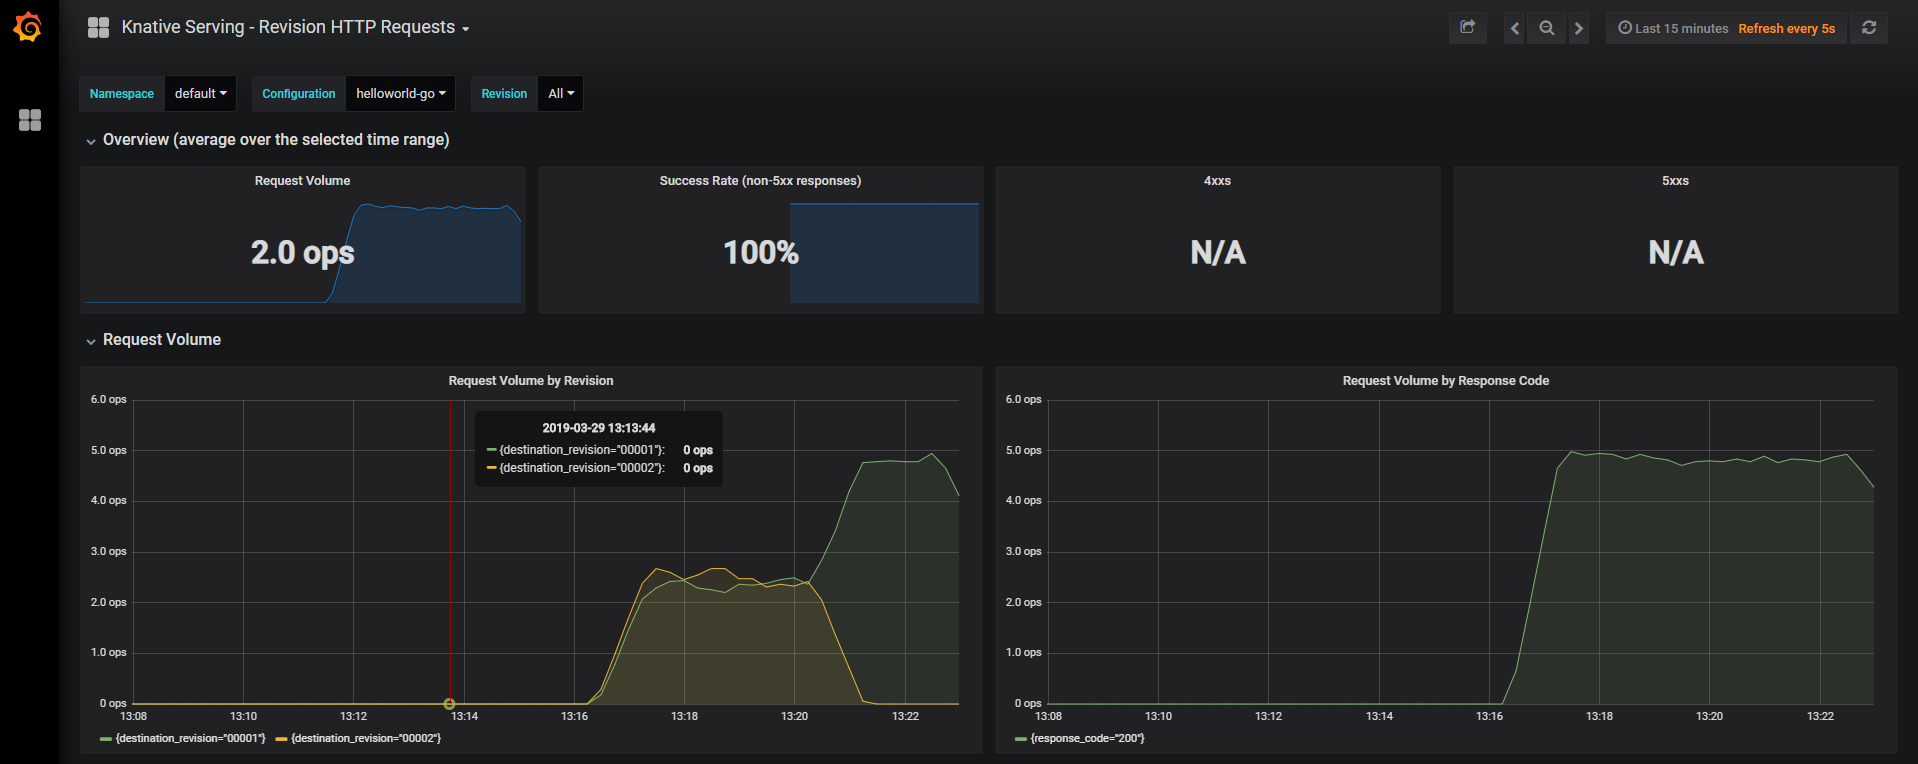 Knative Serving - Revision HTTP Requests
Last 15 minutes Refresh every 5s
Namespace default Configuration helloworld-go Revision All
Overview (average over the selected time range)
Request Volume
2.0 ops
Success Rate (non-5xx responses)
100%
4xxs
N/A
5xxs
N/A
Request Volume
Request Volume by Revision
6.0 ops
5.0 ops
4.0 ops
3.0 ops
2.0 ops
1.0 ops
0 ops
13:08 13:10 13:12 13:14 13:16 13:18 13:20 13:22
2019-03-29 13:13:44
{destination_revision="00001"}: 0 ops
{destination_revision="00002"}: 0 ops
{destination_revision="00001"} {destination_revision="00002"}
Request Volume by Response Code
6.0 ops
5.0 ops
4.0 ops
3.0 ops
2.0 ops
1.0 ops
0 ops
13:08 13:10 13:12 13:14 13:16 13:18 13:20 13:22
{response_code="200"}